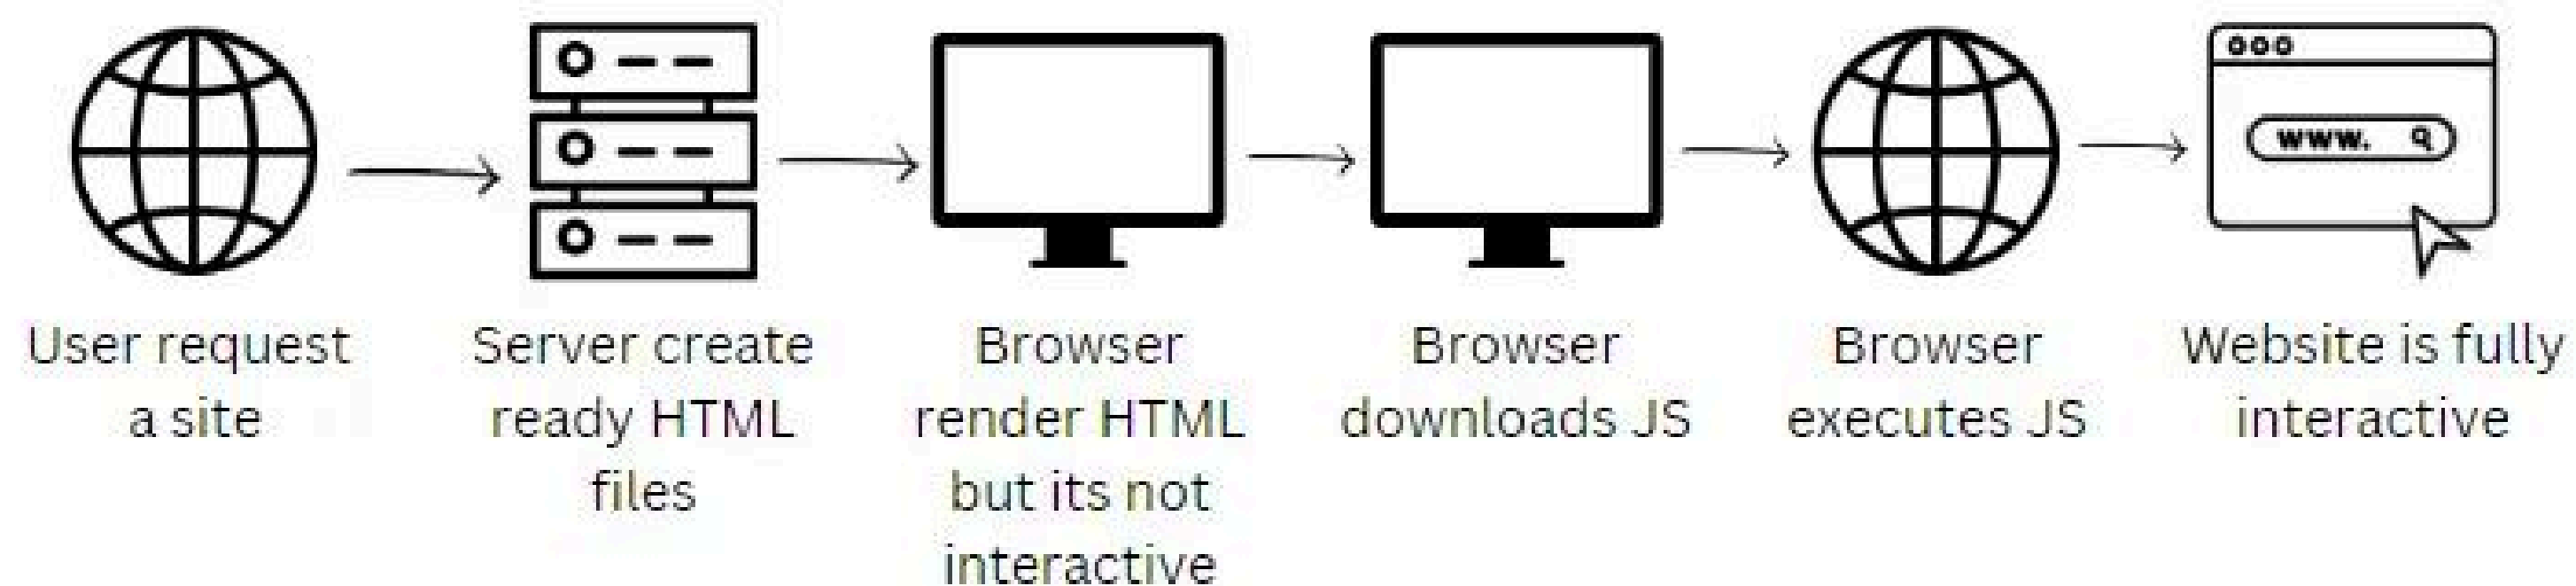 www.
User request
a site
Server create
ready HTML
files
Browser
render HTML
but its not
interactive
Browser
downloads JS
Browser
executes JS
Website is fully
interactive